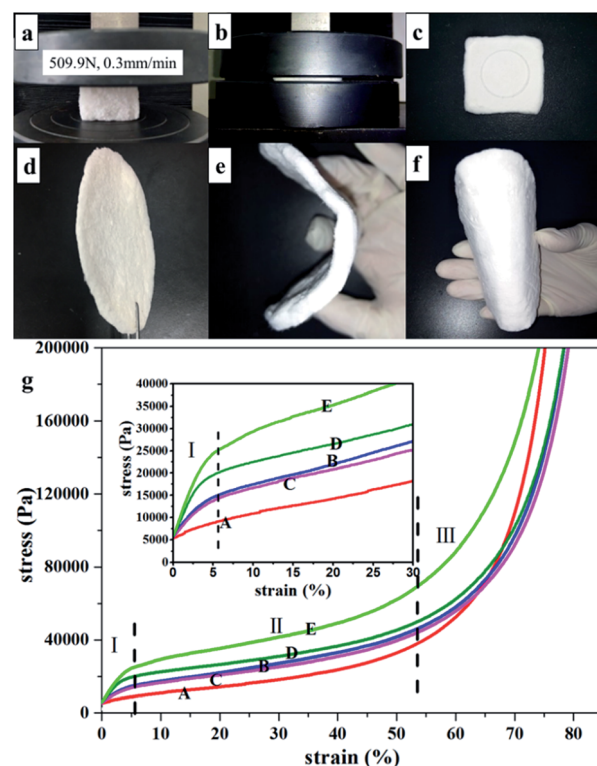 a
b
c
509.9N, 0.3mm/min
d
e
f
g
200000
160000
120000
80000
40000
0
stress (Pa)
0 10 20 30 40 50 60 70 80
strain (%)
I
II
III
A
B
C
D
E
40000
35000
30000
25000
20000
15000
10000
5000
0
stress (Pa)
0 5 10 15 20 25 30
strain (%)
I
A
B
C
D
E